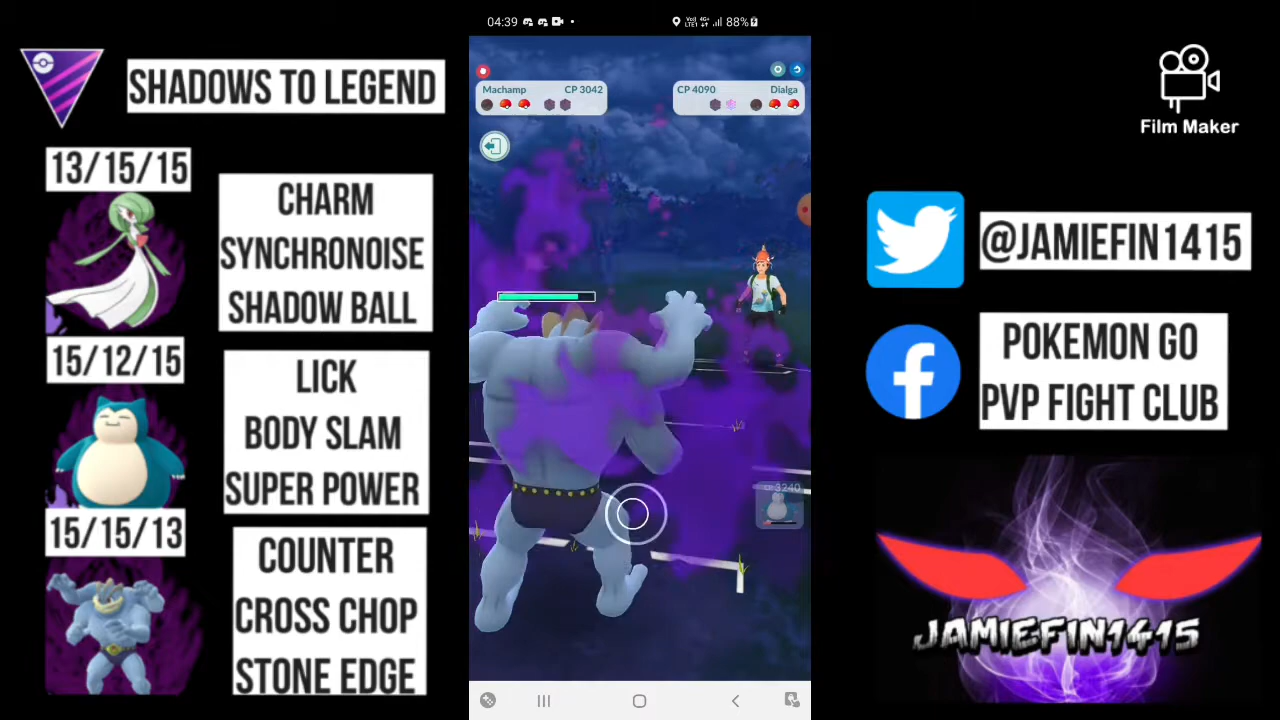 SHADOWS TO LEGEND
13/15/15
CHARM
SYNCHRONOISE
SHADOW BALL
15/12/15
LICK
BODY SLAM
SUPER POWER
15/15/13
COUNTER
CROSS CHOP
STONE EDGE
04:39
88%
Machamp CP 3042
CP 4090 Dialga
3240
Film Maker
@JAMIEFIN1415
POKEMON GO
PVP FIGHT CLUB
JAMIEFIN1415